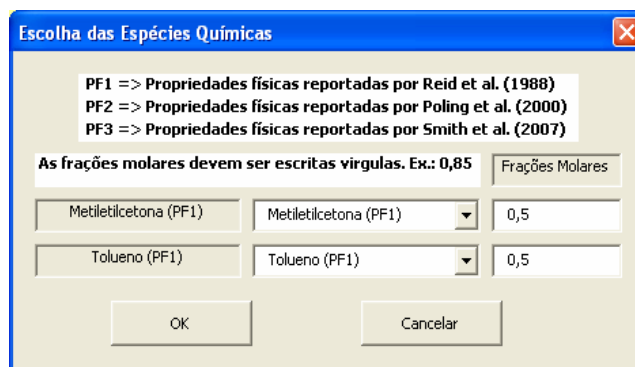 Escolha das Espécies Químicas
PF1 => Propriedades físicas reportadas por Reid et al. (1988)
PF2 => Propriedades físicas reportadas por Poling et al. (2000)
PF3 => Propriedades físicas reportadas por Smith et al. (2007)
As frações molares devem ser escritas virgulas. Ex.: 0,85 Frações Molares
Metiletilcetona (PF1) Metiletilcetona (PF1) 0,5
Tolueno (PF1) Tolueno (PF1) 0,5
OK Cancelar